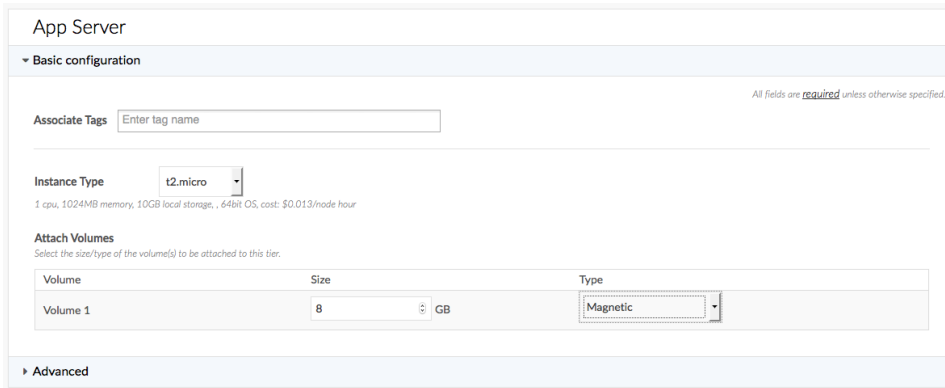 App Server
Basic configuration
All fields are required unless otherwise specified.
Associate Tags Enter tag name
Instance Type t2.micro
1 cpu, 1024MB memory, 10GB local storage, , 64bit OS, cost: $0.013/node hour
Attach Volumes
Select the size/type of the volume(s) to be attached to this tier.
Volume Size Type
Volume 1 8 GB Magnetic
Advanced